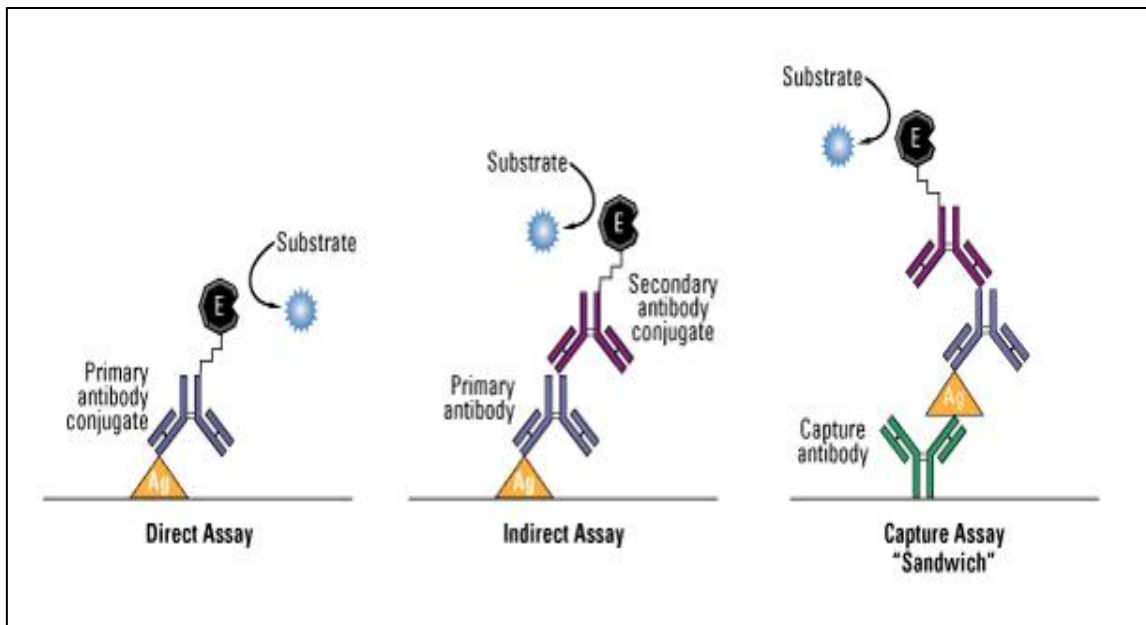 Substrate
E
Primary
antibody
conjugate
Ag
Direct Assay
Substrate
E
Secondary
antibody
conjugate
Primary
antibody
Ag
Indirect Assay
Substrate
E
Ag
Capture
antibody
Capture Assay
"Sandwich"